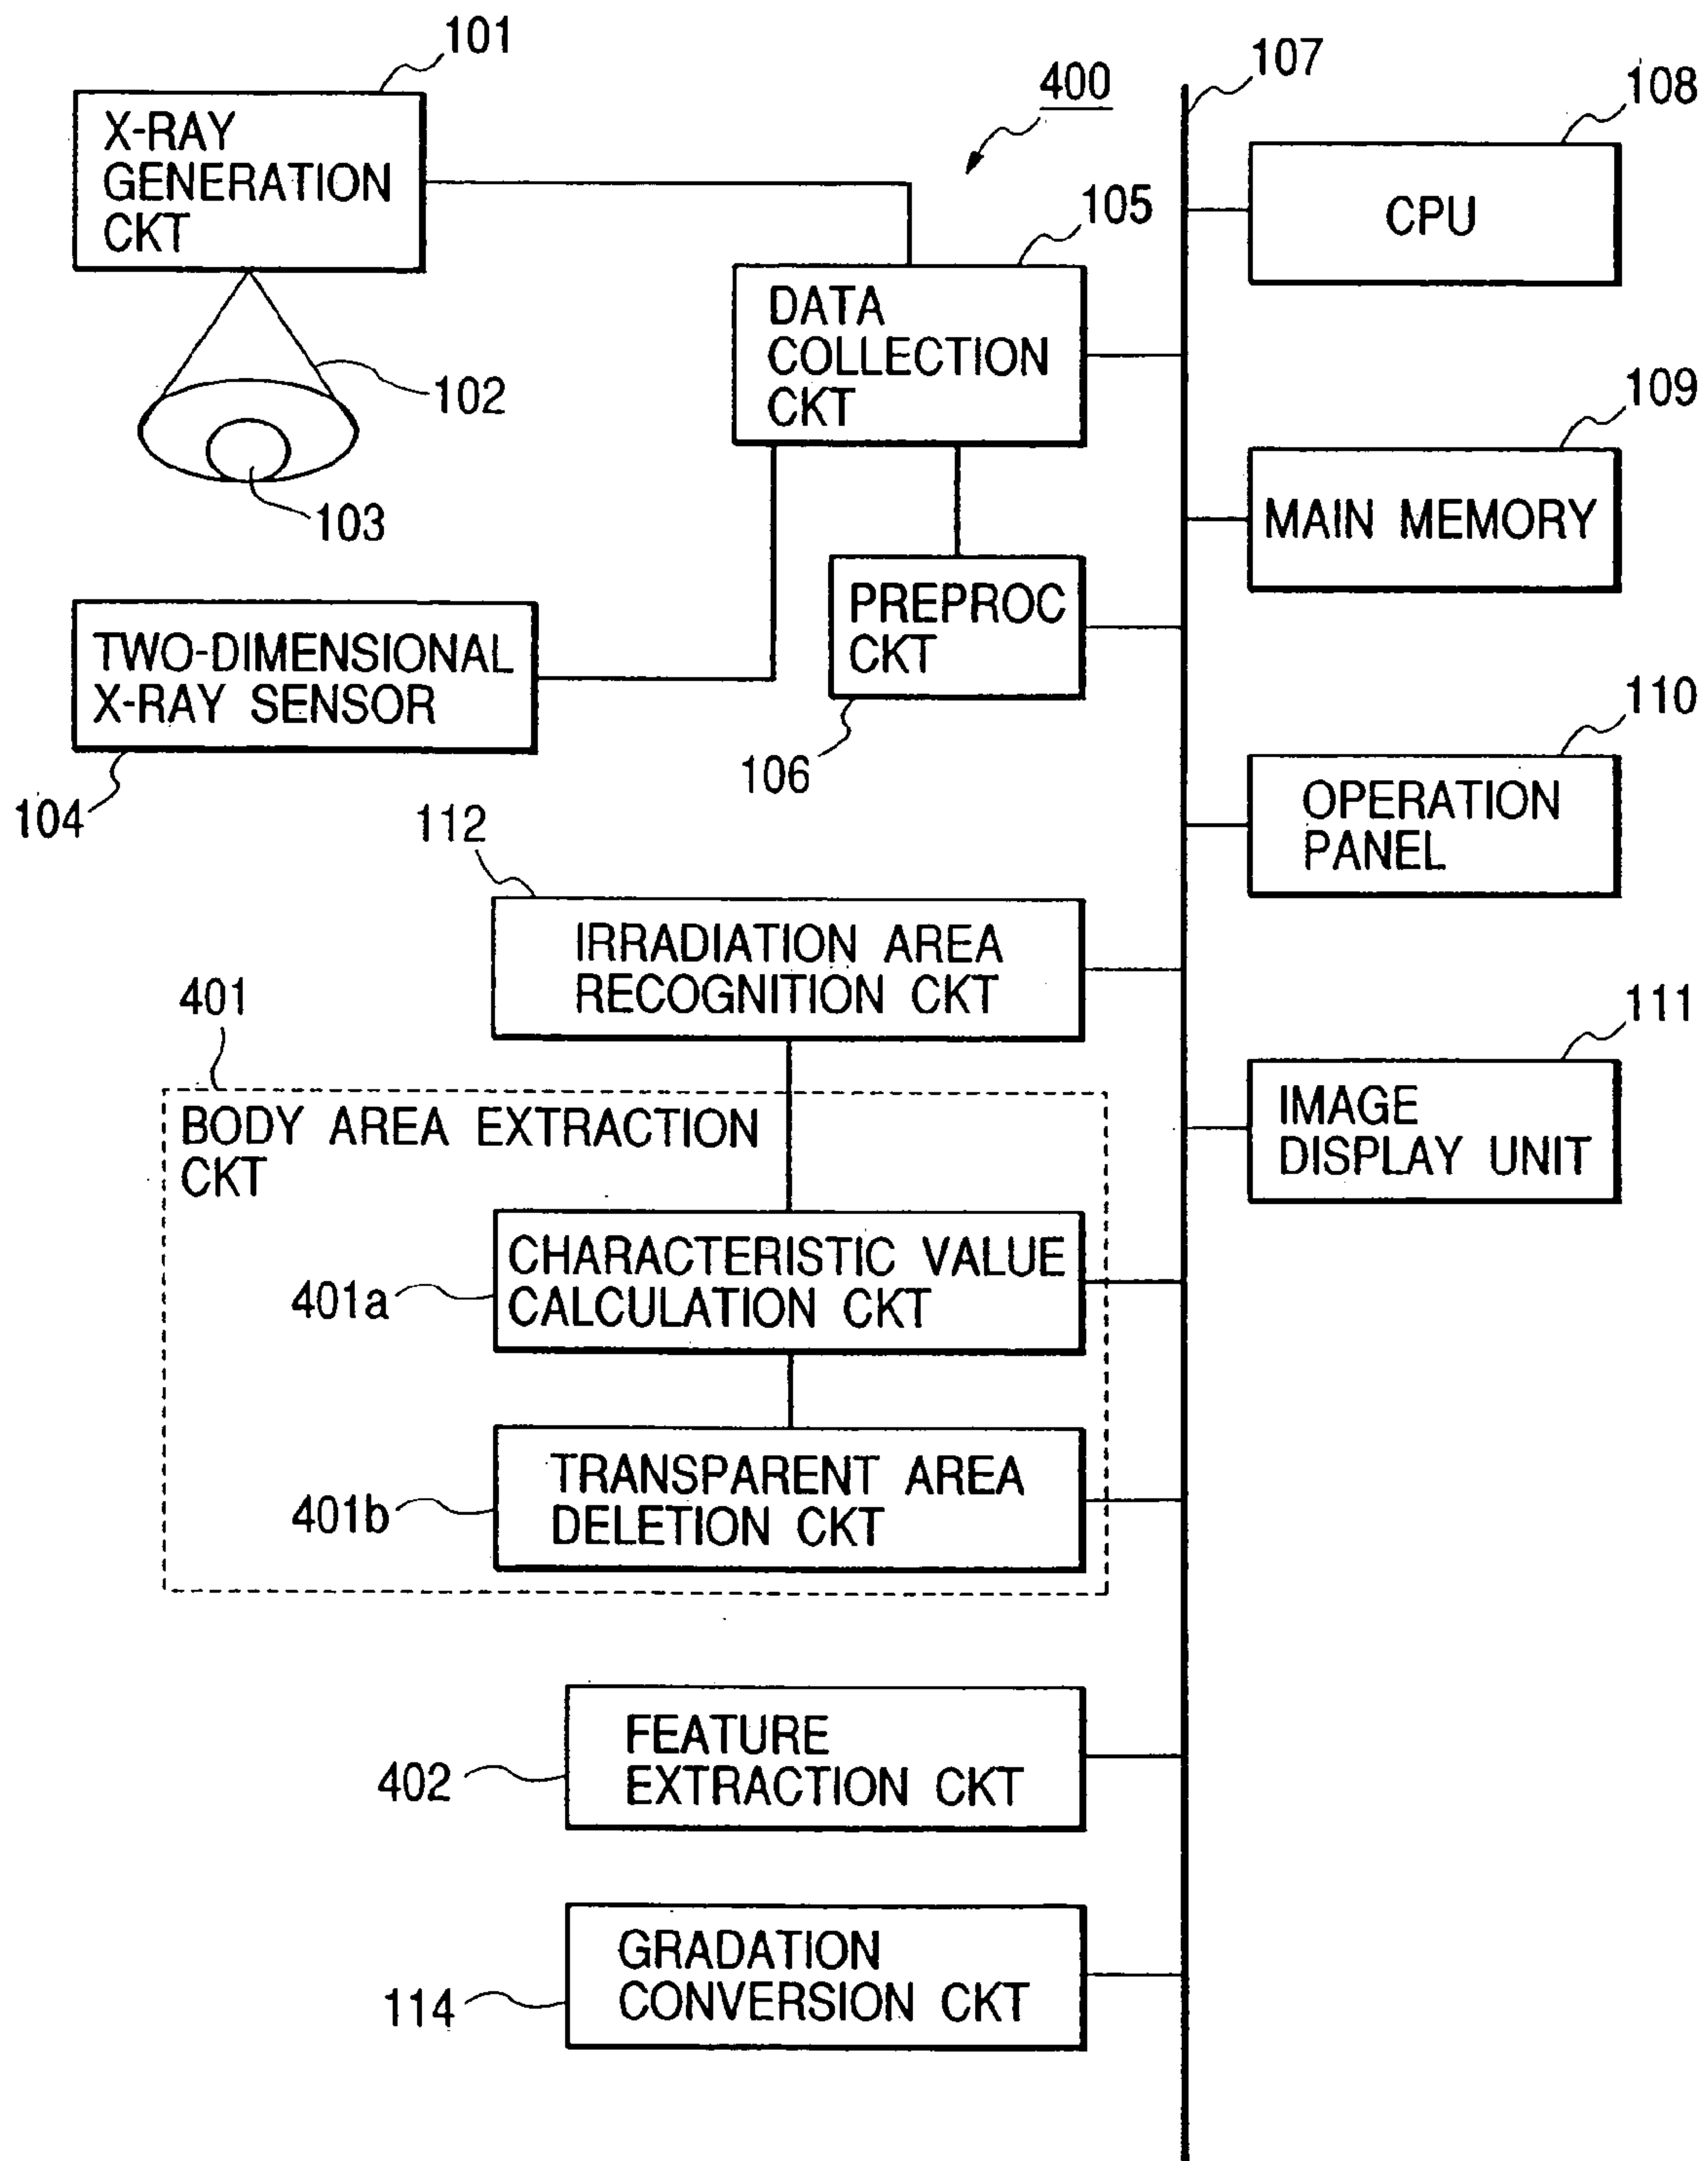 101
X-RAY
GENERATION
CKT
102
103
TWO-DIMENSIONAL
X-RAY SENSOR
104
400
105
DATA
COLLECTION
CKT
PREPROC
CKT
106
107
108
CPU
109
MAIN MEMORY
110
OPERATION
PANEL
111
IMAGE
DISPLAY UNIT
112
IRRADIATION AREA
RECOGNITION CKT
401
BODY AREA EXTRACTION
CKT
CHARACTERISTIC VALUE
CALCULATION CKT
401a
TRANSPARENT AREA
DELETION CKT
401b
FEATURE
EXTRACTION CKT
402
GRADATION
CONVERSION CKT
114